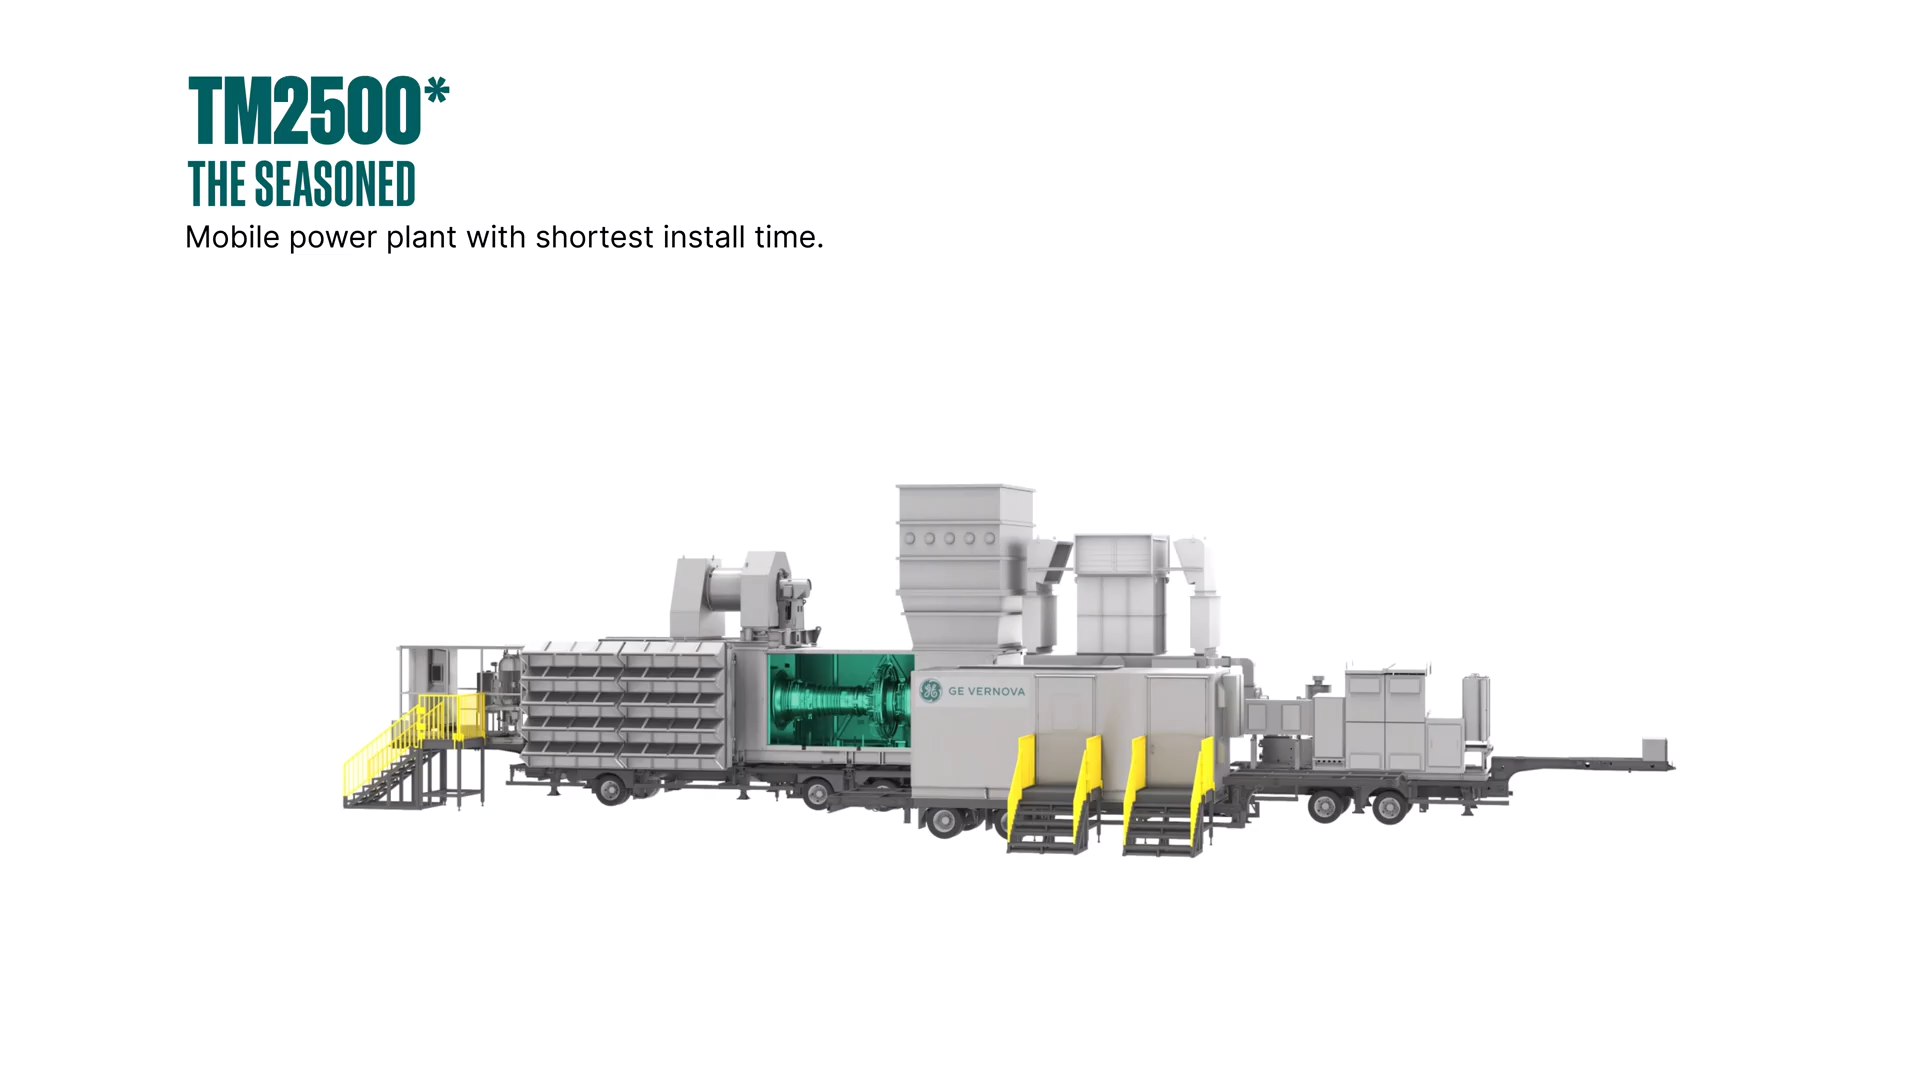 TM2500*
THE SEASONED
Mobile power plant with shortest install time.
GE VERNOVA